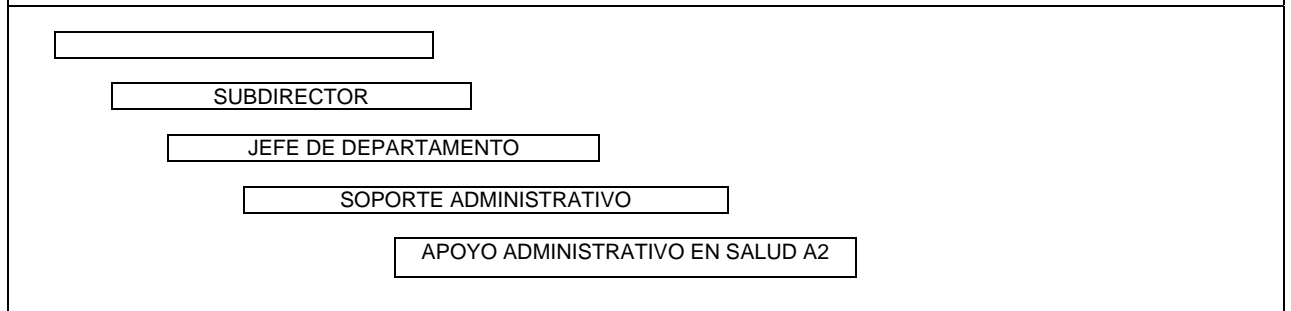 SUBDIRECTOR
JEFE DE DEPARTAMENTO
SOPORTE ADMINISTRATIVO
APOYO ADMINISTRATIVO EN SALUD A2